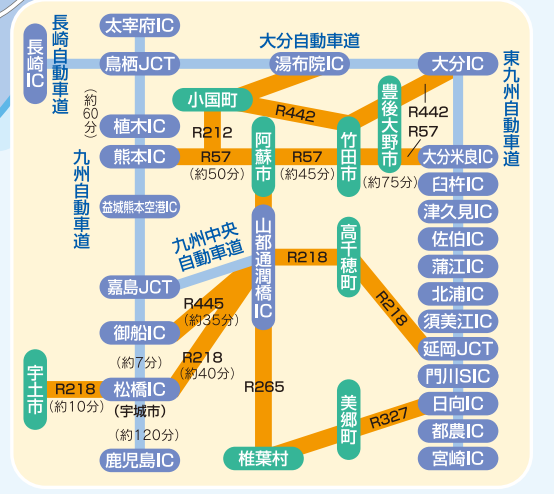 太宰府IC
長崎自動車道
長崎IC
鳥栖JCT
大分自動車道
湯布院IC
大分IC
東九州自動車道
(約60分)
小国町
R442
R442
豊後大野市
竹田市
植木IC
R212
阿蘇市
R57
熊本IC
R57
(約50分)
R57
(約45分)
(約75分)
大分米良IC
臼杵IC
九州自動車道
益城熊本空港IC
津久見IC
九州中央
自動車道
山都通潤橋IC
高千穂町
佐伯IC
R218
蒲江IC
嘉島JCT
北浦IC
R445
(約35分)
R218
須美江IC
御船IC
延岡JCT
(約7分)
R218
(約40分)
門川SIC
宇土市
R218
(約10分)
松橋IC
(宇城市)
R265
美郷町
R327
日向IC
(約120分)
都農IC
鹿児島IC
椎葉村
宮崎IC